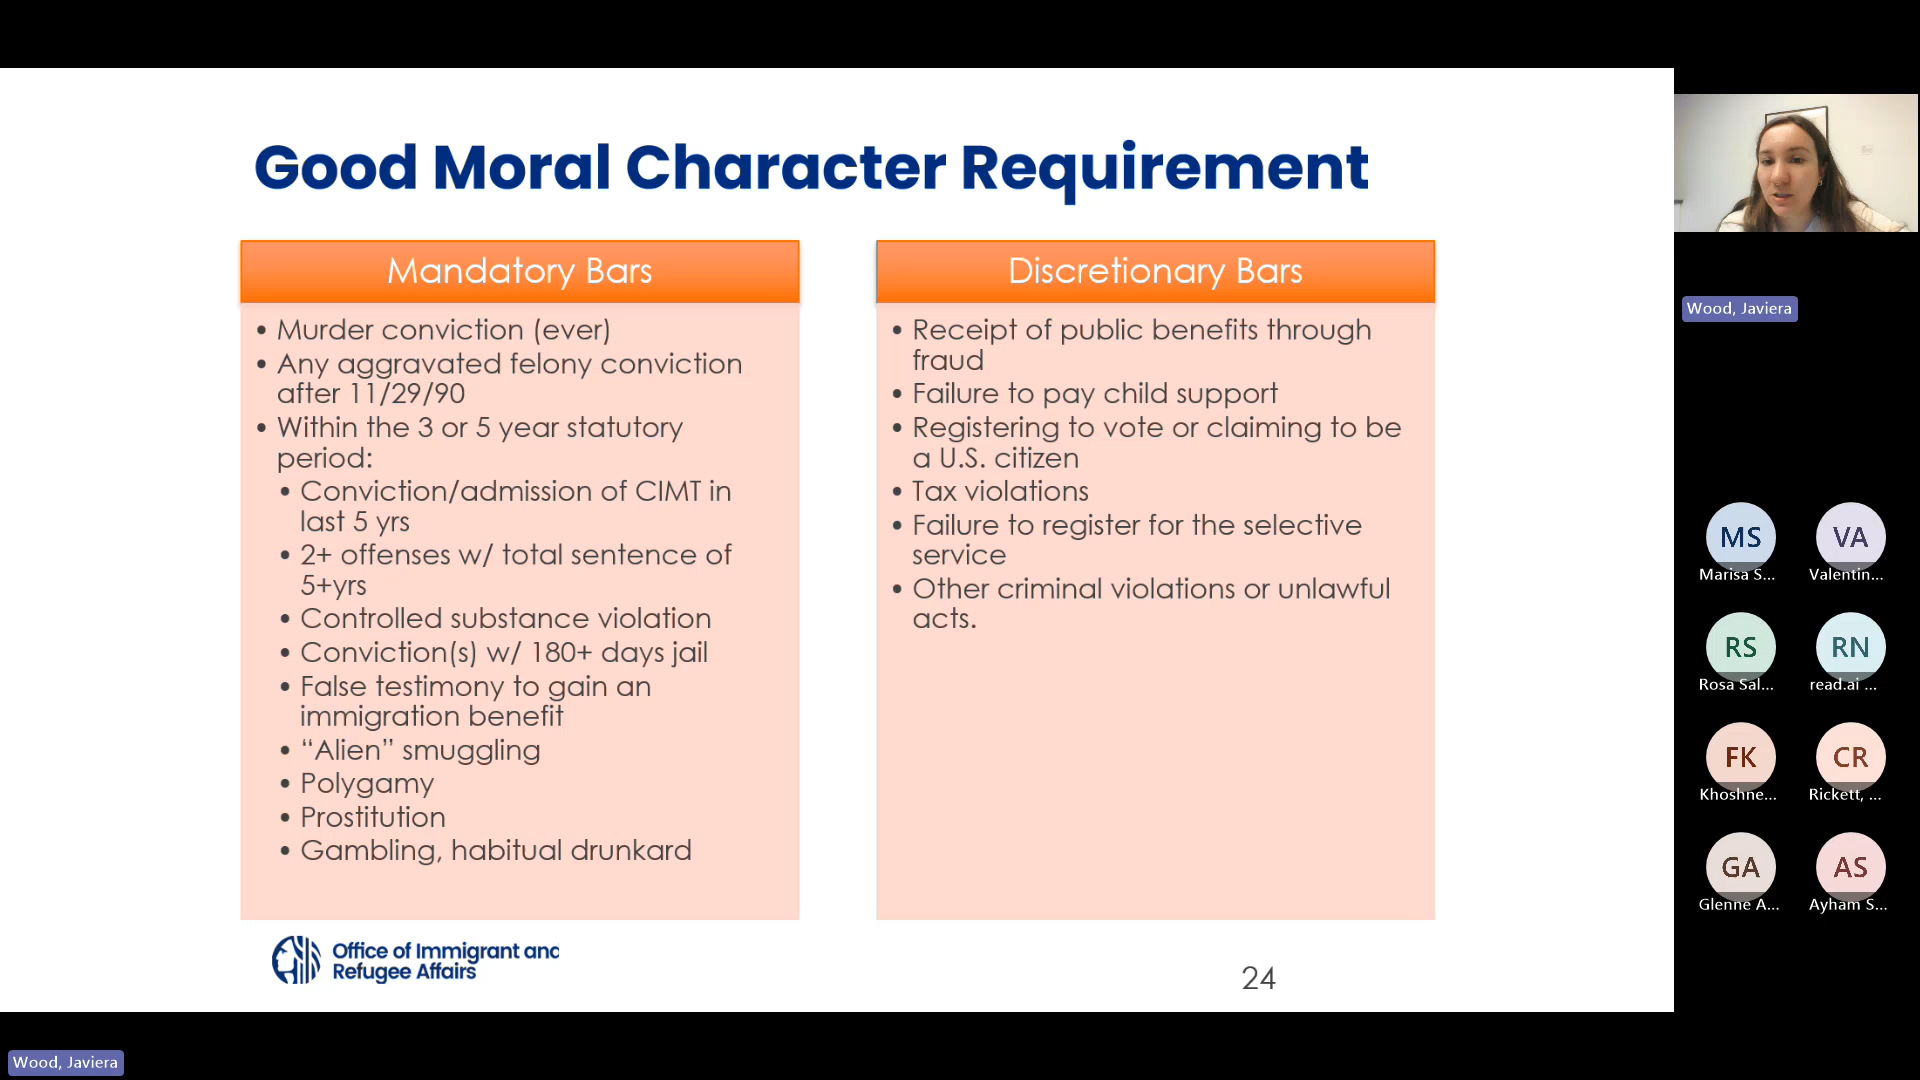 Good Moral Character Requirement
Mandatory Bars
• Murder conviction (ever)
• Any aggravated felony conviction
after 11/29/90
• Within the 3 or 5 year statutory
period:
• Conviction/admission of CIMT in
last 5 yrs
• 2+ offenses w/ total sentence of
5+yrs
• Controlled substance violation
• Conviction(s) w/ 180+ days jail
• False testimony to gain an
immigration benefit
• “Alien” smuggling
• Polygamy
• Prostitution
• Gambling, habitual drunkard
Discretionary Bars
• Receipt of public benefits through
fraud
• Failure to pay child support
• Registering to vote or claiming to be
a U.S. citizen
• Tax violations
• Failure to register for the selective
service
• Other criminal violations or unlawful
acts.
Office of Immigrant and
Refugee Affairs
24
Wood, Javiera
MS
Marisa S...
VA
Valentin...
RS
Rosa Sal...
RN
read.ai ...
FK
Khoshne...
CR
Rickett, ...
GA
Glenne A...
AS
Ayham S...
Wood, Javiera